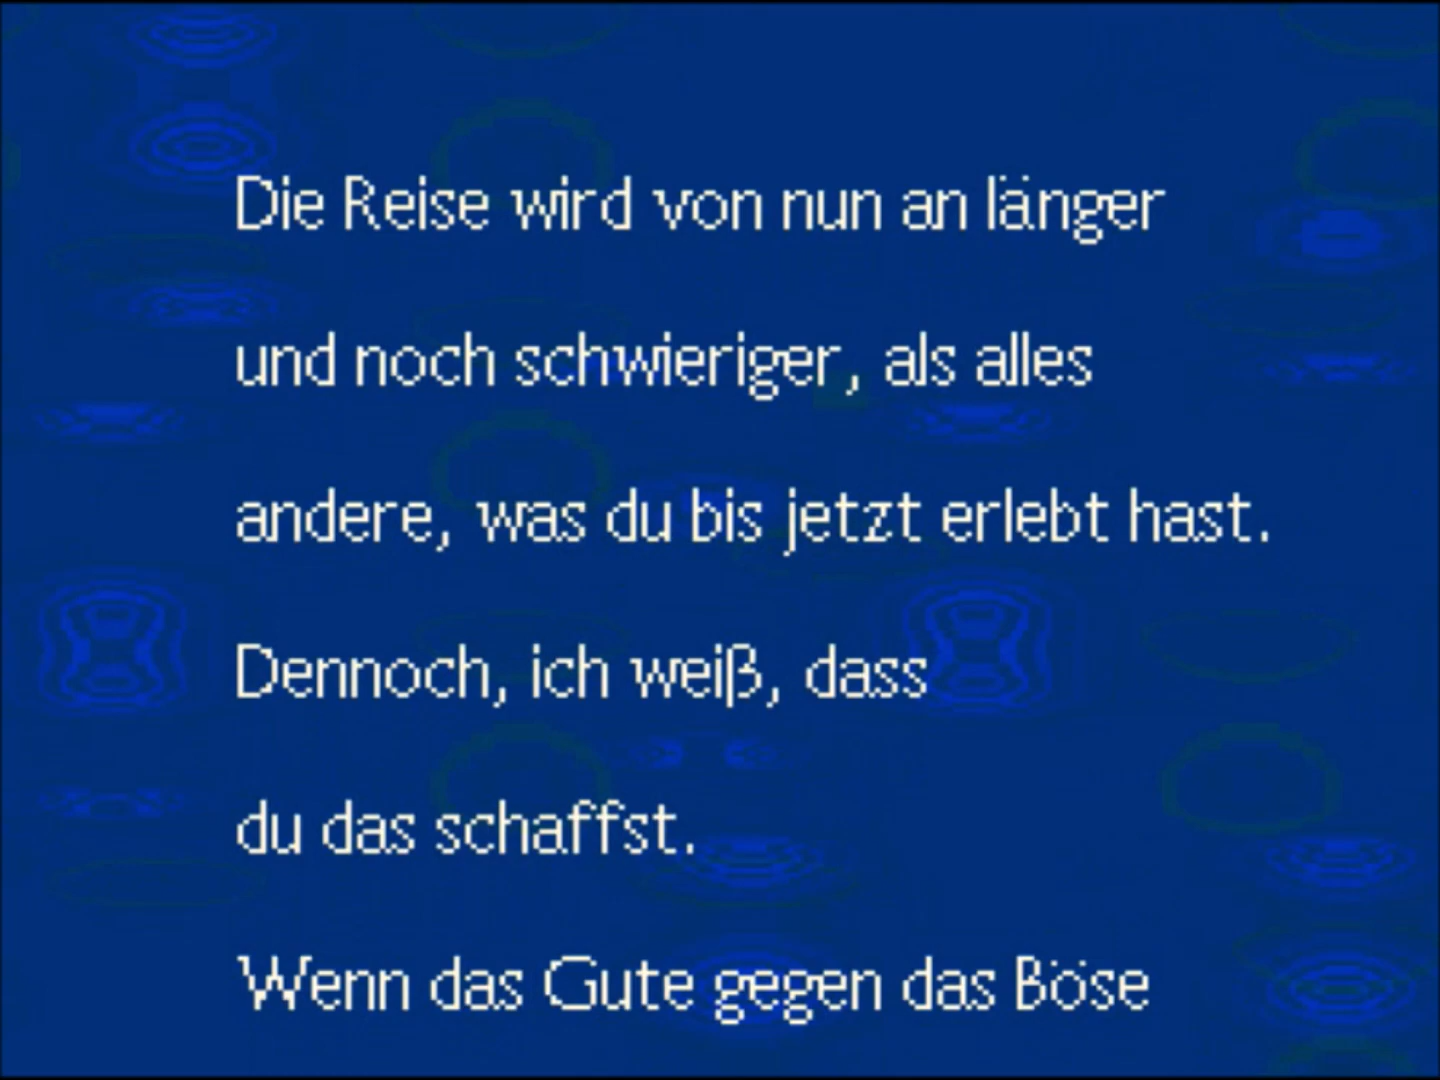 Die Reise wird von nun an länger
und noch schwieriger, als alles
andere, was du bis jetzt erlebt hast.
Dennoch, ich weiß, dass
du das schaffst.
Wenn das Gute gegen das Böse